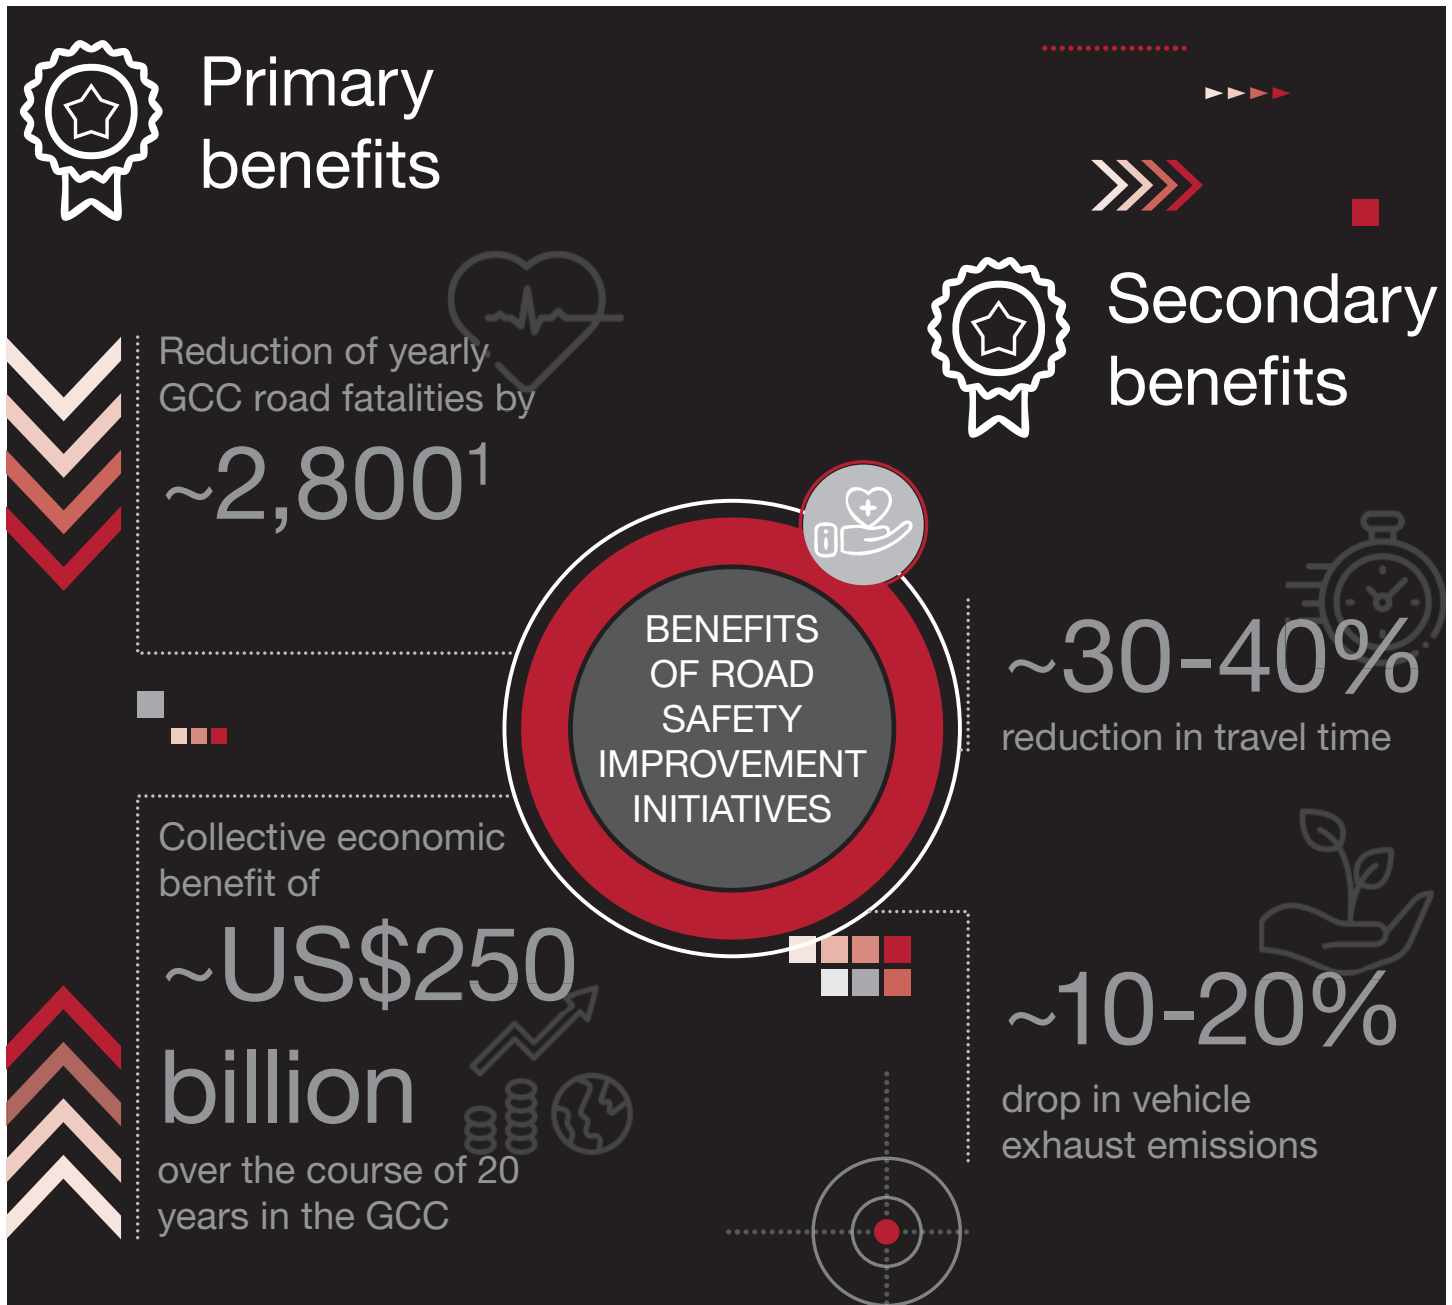 Primary
benefits
Reduction of yearly
GCC road fatalities by
~2,800¹
Collective economic
benefit of
~US$250
billion
over the course of 20
years in the GCC
BENEFITS
OF ROAD
SAFETY
IMPROVEMENT
INITIATIVES
Secondary
benefits
~30-40%
reduction in travel time
~10-20%
drop in vehicle
exhaust emissions